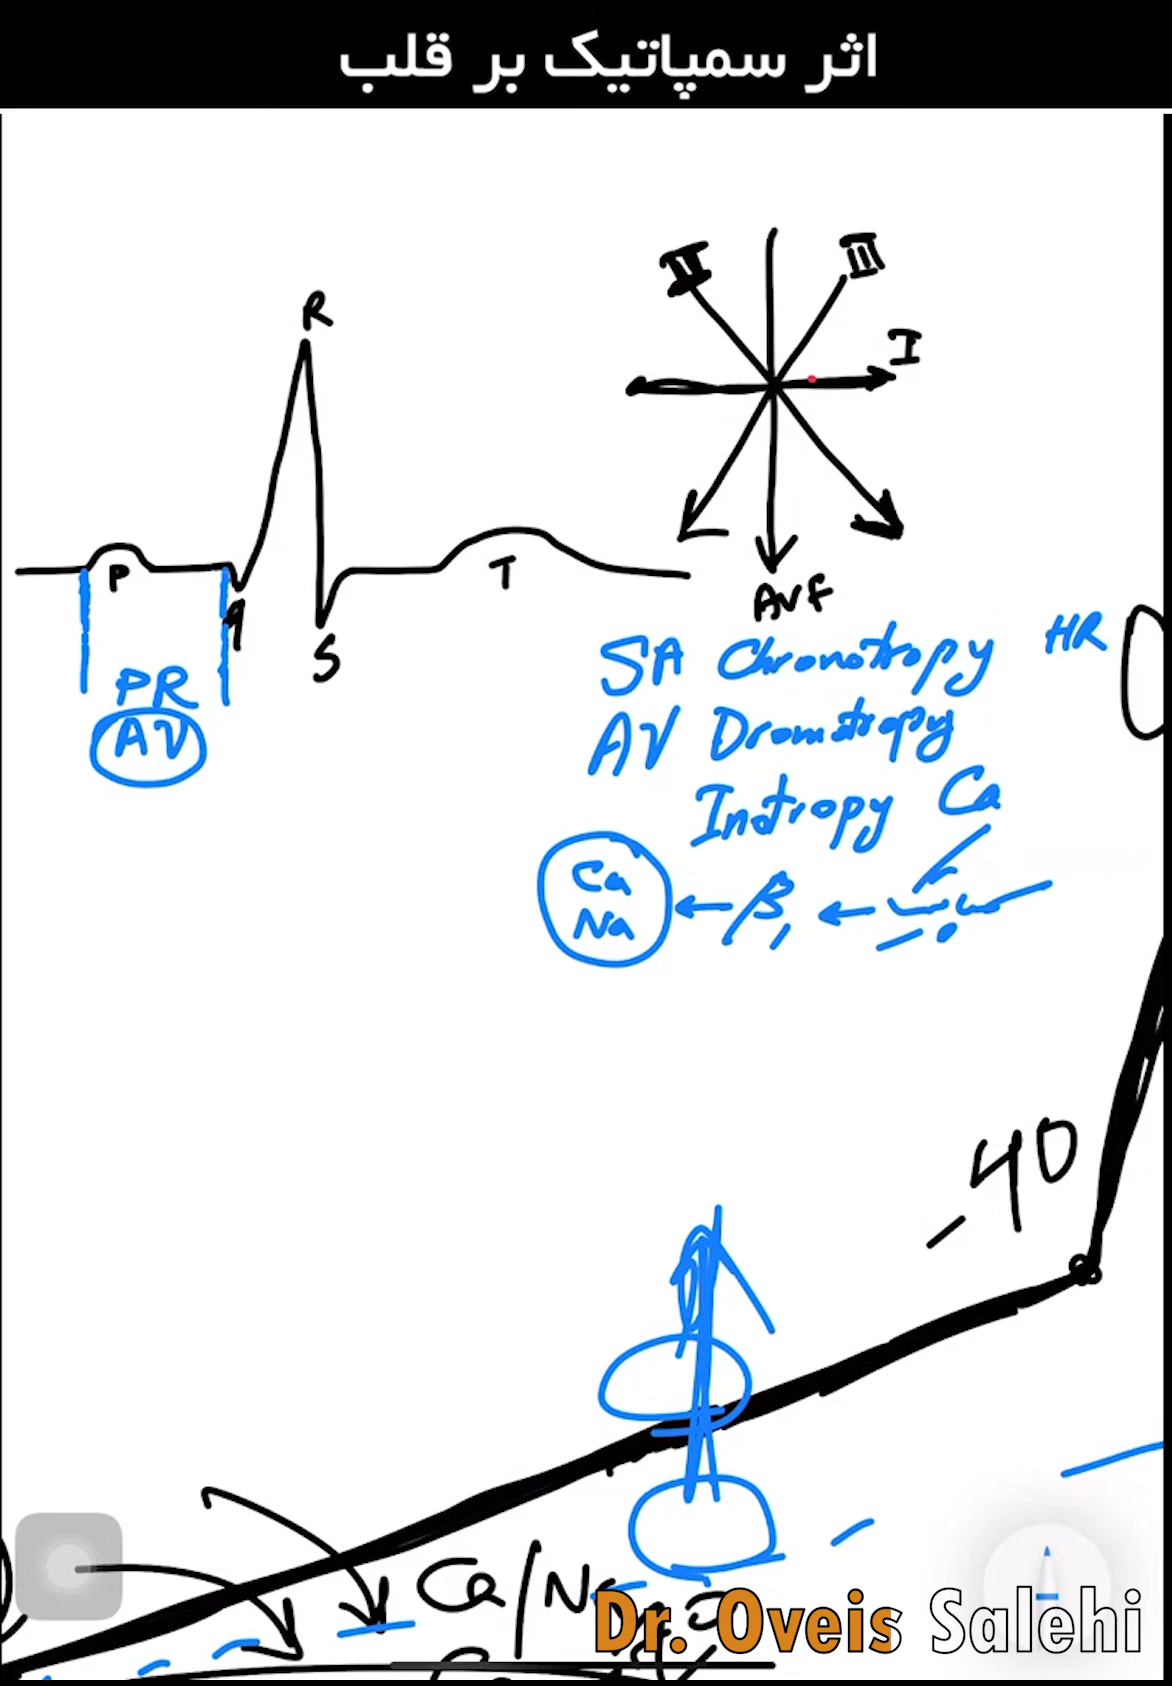 اثر سمپاتیک بر قلب
R
P
q
S
T
PR
AV
II
III
I
AVF
SA Chronotropy HR
AV Dromotropy
Inotropy Ca
Ca
Na
← β1 ←
-40
Ca/Na
Dr. Oveis Salehi